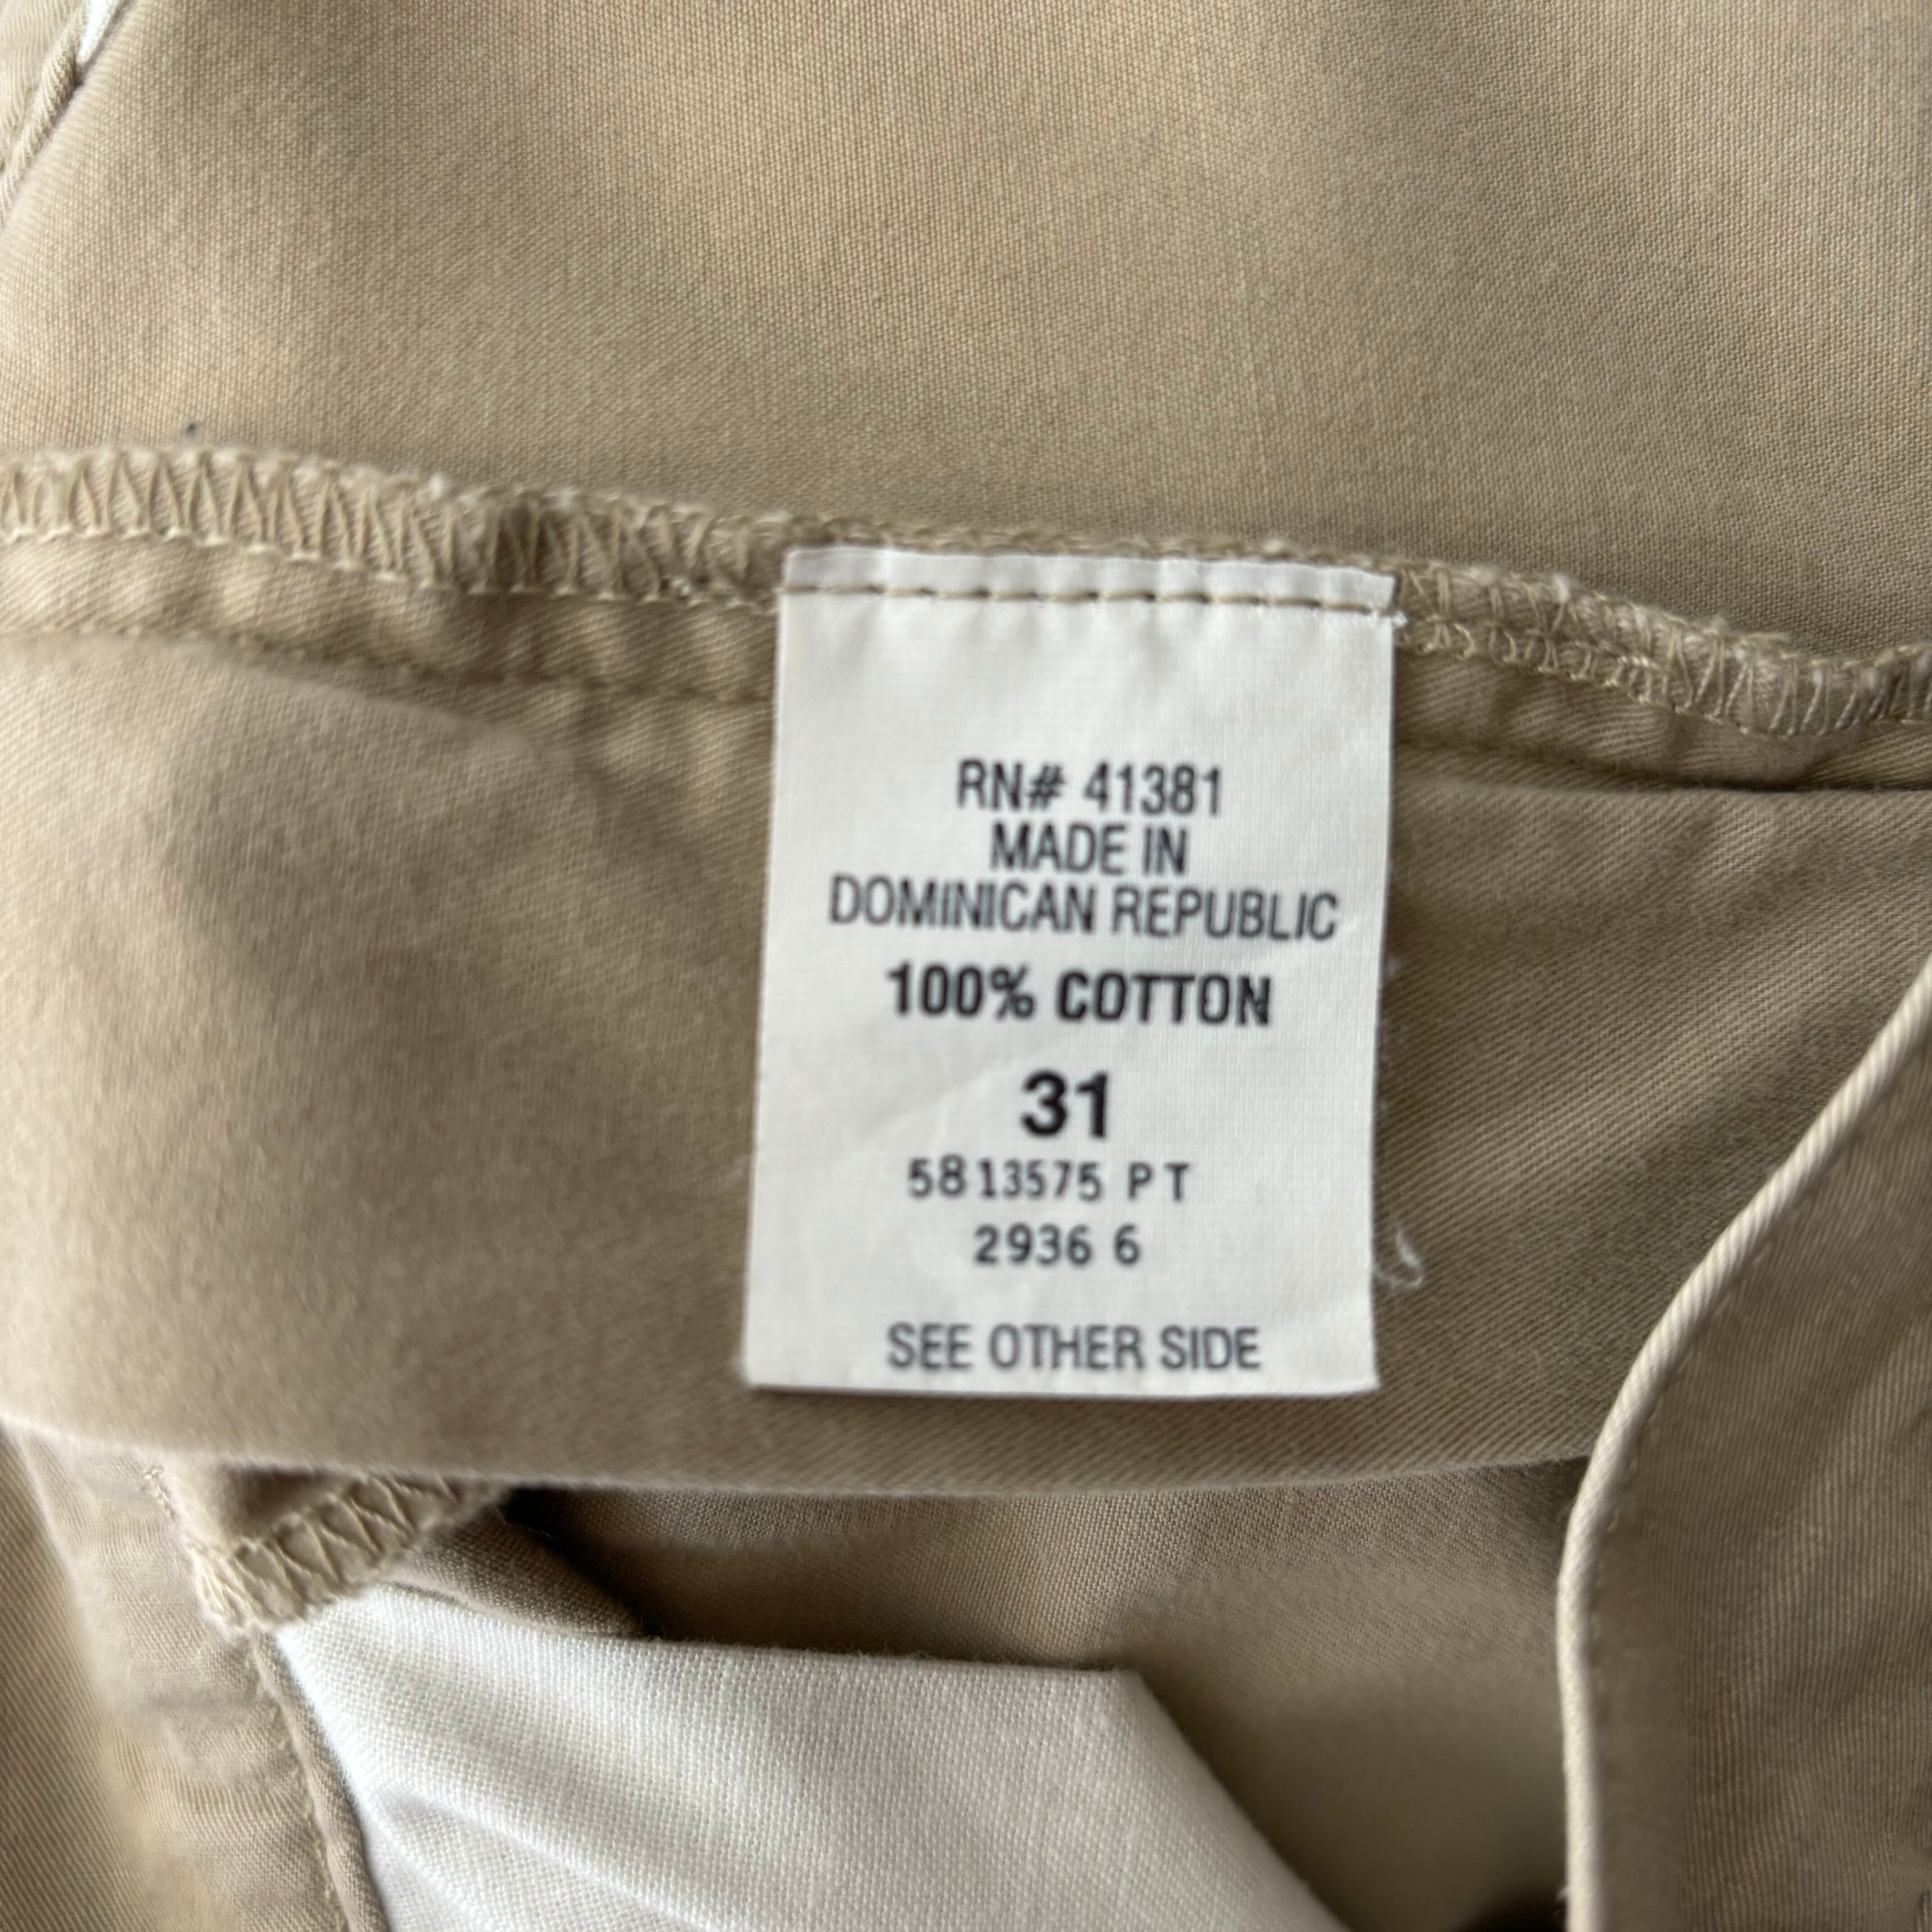 RN# 41381
MADE IN
DOMINICAN REPUBLIC
100% COTTON
31
5813575 PT
2936 6
SEE OTHER SIDE